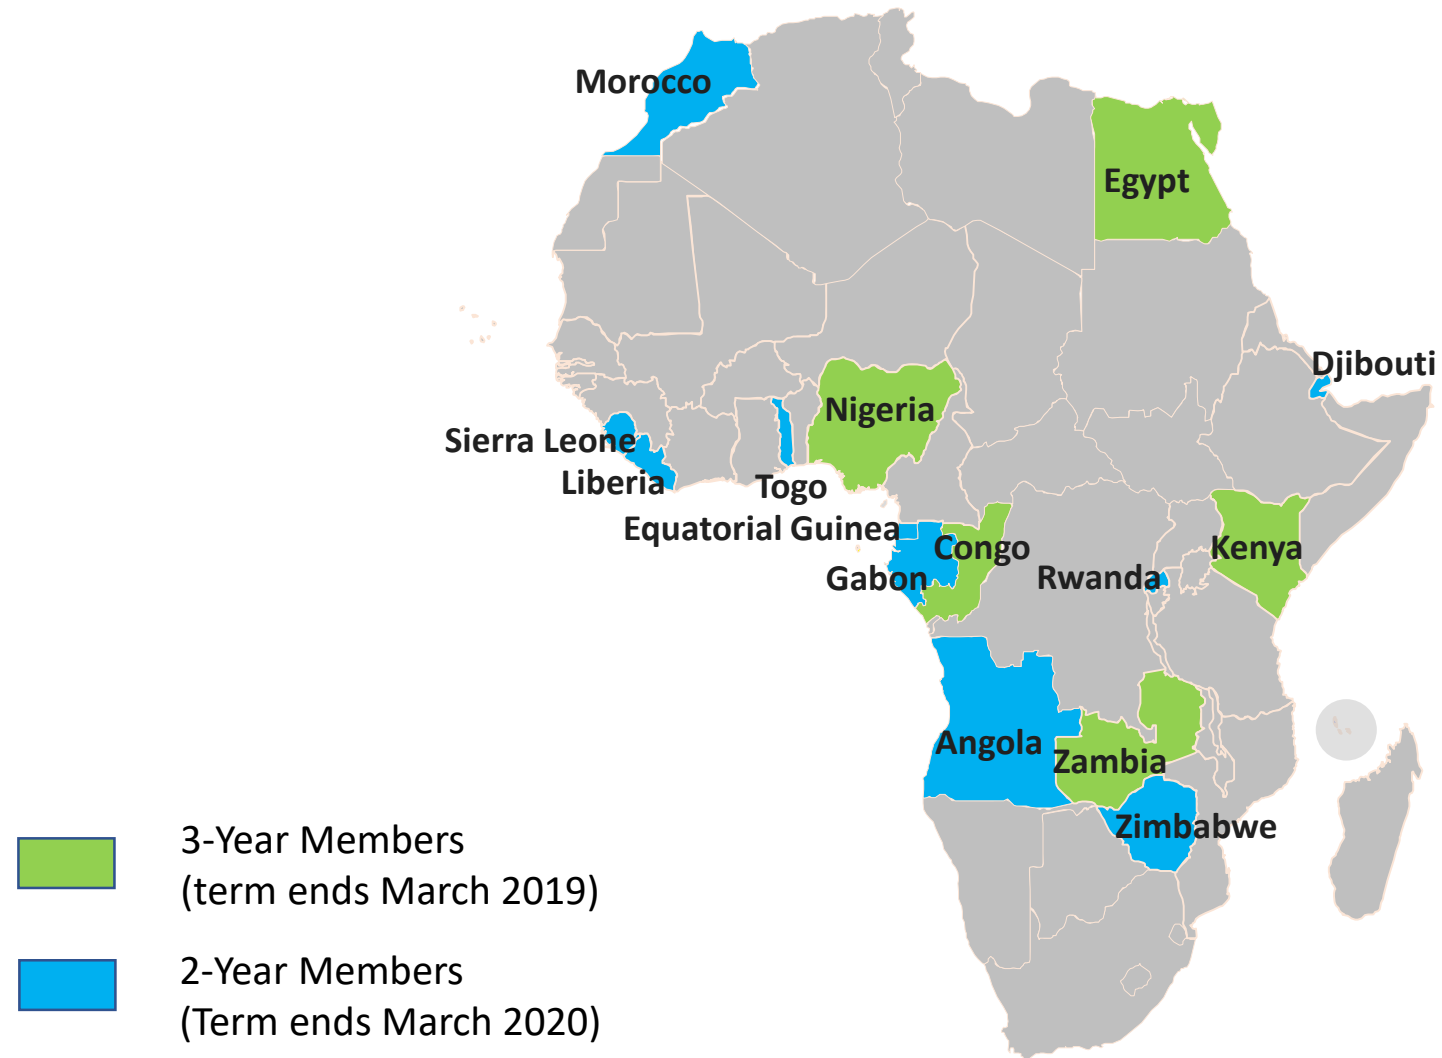 Morocco
Egypt
Djibouti
Nigeria
Sierra Leone
Liberia
Togo
Equatorial Guinea
Congo
Kenya
Gabon
Rwanda
Angola
Zambia
Zimbabwe
3-Year Members
(term ends March 2019)
2-Year Members
(Term ends March 2020)